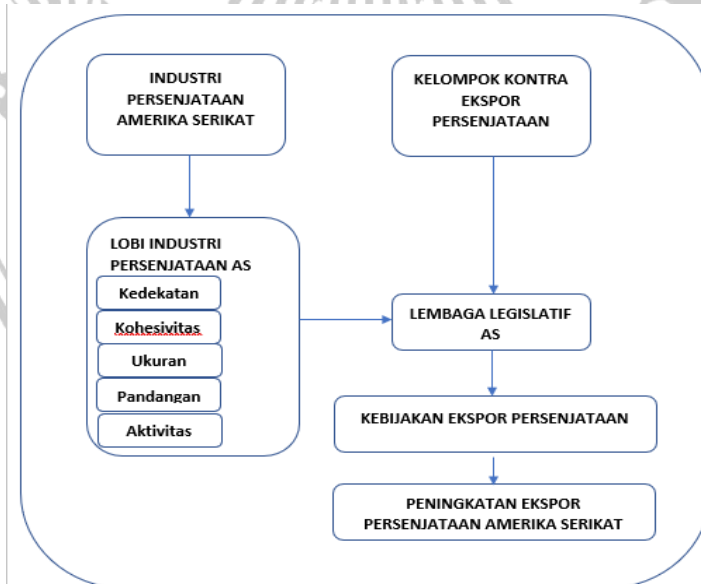 INDUSTRI
PERSENJATAAN
AMERIKA SERIKAT
KELOMPOK KONTRA
EKSPOR
PERSENJATAAN
LOBI INDUSTRI
PERSENJATAAN AS
Kedekatan
Kohesivitas
Ukuran
Pandangan
Aktivitas
LEMBAGA LEGISLATIF
AS
KEBIJAKAN EKSPOR PERSENJATAAN
PENINGKATAN EKSPOR
PERSENJATAAN AMERIKA SERIKAT